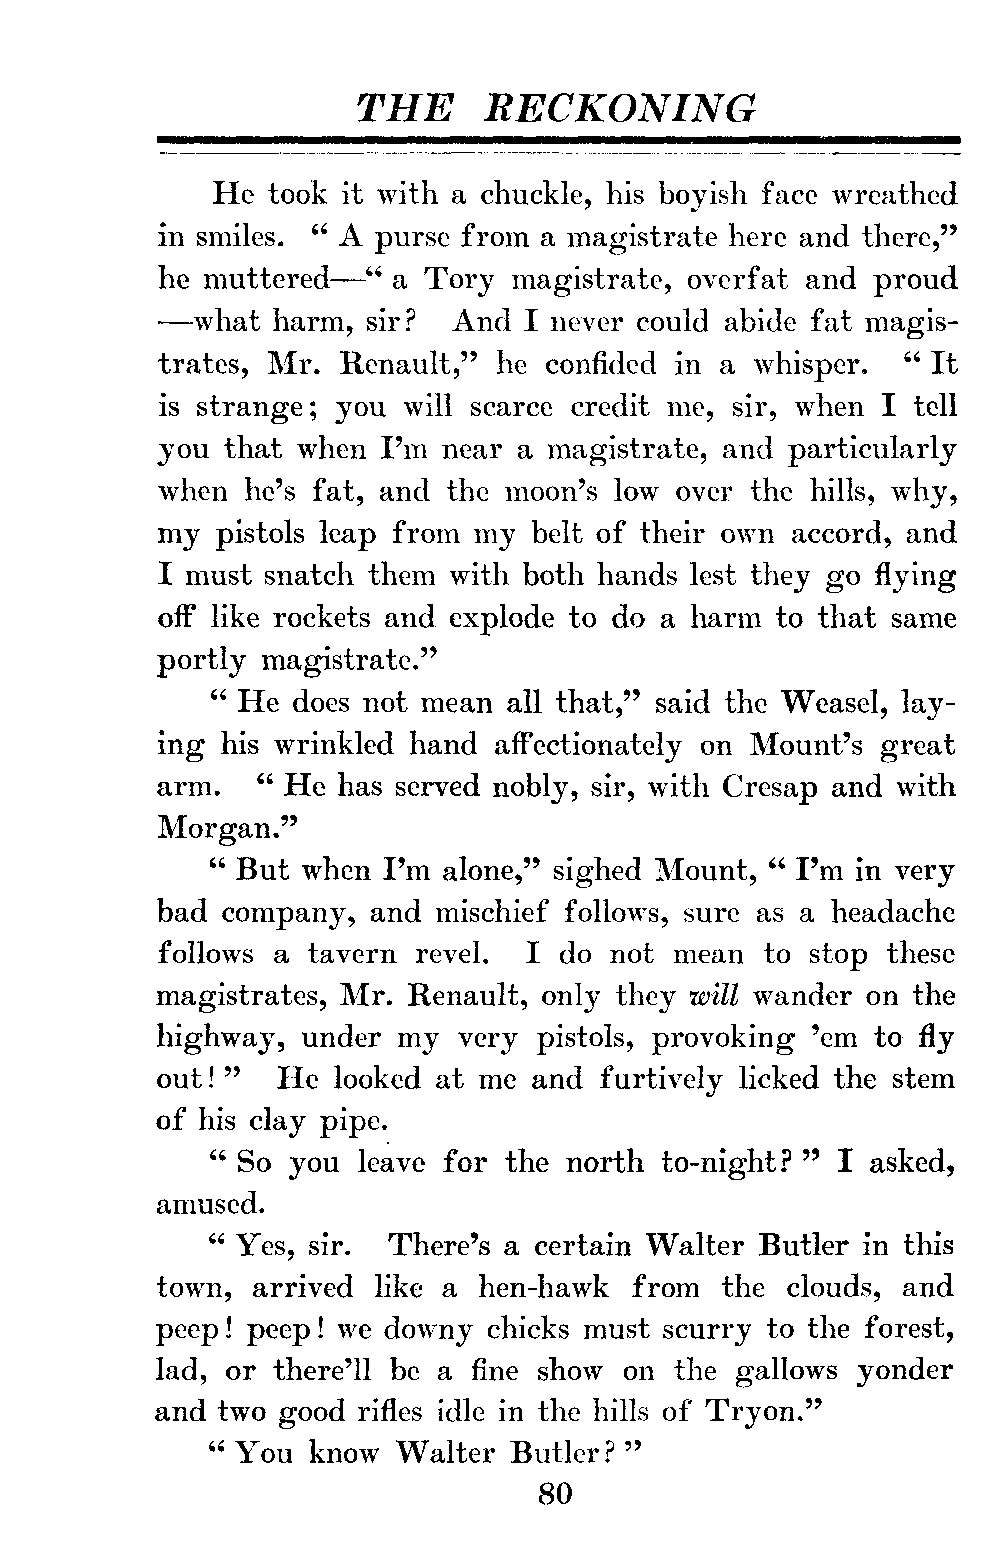 THE RECKONING
He took it with a chuckle, his boyish face wreathed
in smiles. “ A purse from a magistrate here and there,”
he muttered—“ a Tory magistrate, overfat and proud
—what harm, sir? And I never could abide fat magis-
trates, Mr. Renault,” he confided in a whisper. “ It
is strange; you will scarce credit me, sir, when I tell
you that when I’m near a magistrate, and particularly
when he’s fat, and the moon’s low over the hills, why,
my pistols leap from my belt of their own accord, and
I must snatch them with both hands lest they go flying
off like rockets and explode to do a harm to that same
portly magistrate.”
“ He does not mean all that,” said the Weasel, lay-
ing his wrinkled hand affectionately on Mount’s great
arm. “ He has served nobly, sir, with Cresap and with
Morgan.”
“ But when I’m alone,” sighed Mount, “ I’m in very
bad company, and mischief follows, sure as a headache
follows a tavern revel. I do not mean to stop these
magistrates, Mr. Renault, only they will wander on the
highway, under my very pistols, provoking ’em to fly
out! ” He looked at me and furtively licked the stem
of his clay pipe.
“ So you leave for the north to-night? ” I asked,
amused.
“ Yes, sir. There’s a certain Walter Butler in this
town, arrived like a hen-hawk from the clouds, and
peep! peep! we downy chicks must scurry to the forest,
lad, or there’ll be a fine show on the gallows yonder
and two good rifles idle in the hills of Tryon.”
“ You know Walter Butler? ”
80